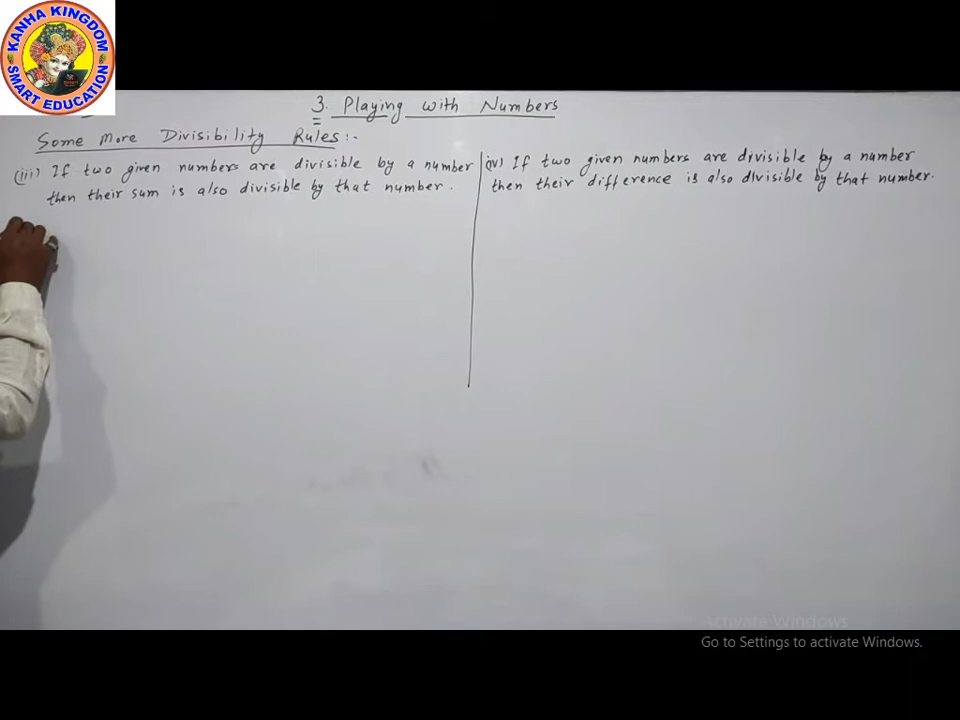 KANHA KINGDOM
SMART EDUCATION
3. Playing with Numbers
Some More Divisibility Rules:-
(iii) If two given numbers are divisible by a number
then their sum is also divisible by that number.
(iv) If two given numbers are divisible by a number
then their difference is also divisible by that number.
Activate Windows
Go to Settings to activate Windows.